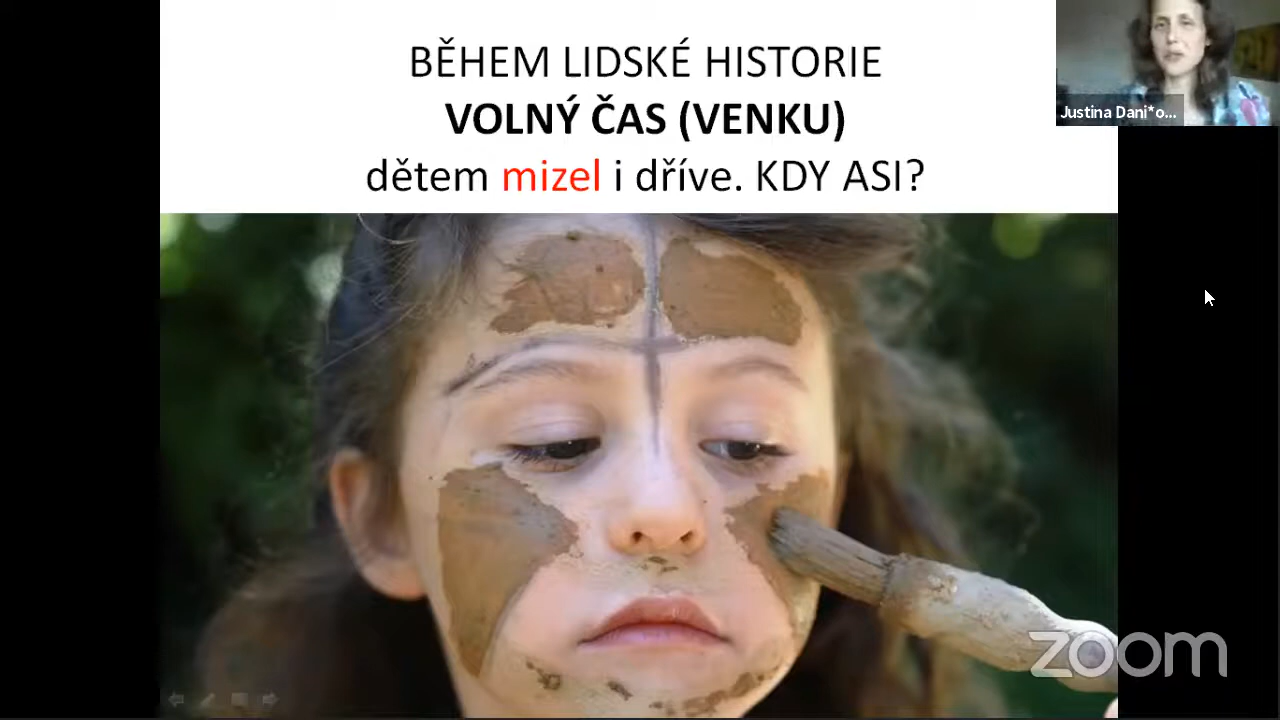 BĚHEM LIDSKÉ HISTORIE
VOLNÝ ČAS (VENKU)
dětem mizel i dříve. KDY ASI?
Justina Dani*o...
zoom